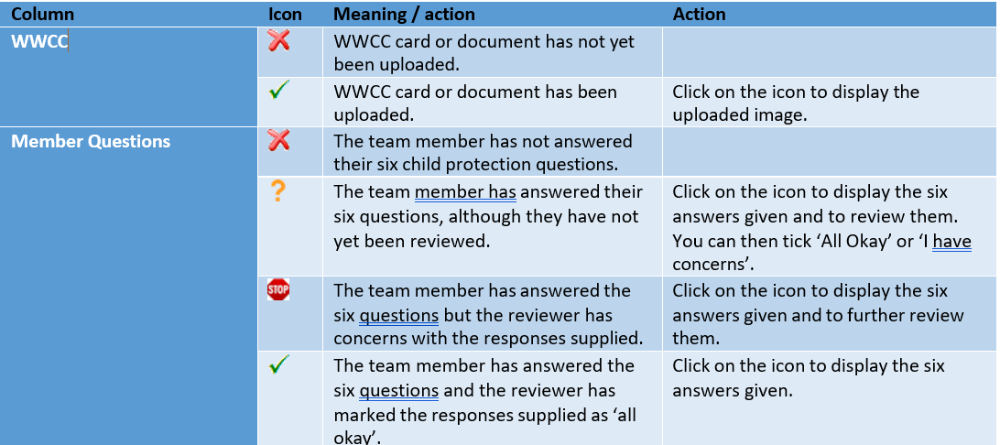 Column Icon Meaning / action Action
WWCC WWCC card or document has not yet
been uploaded.
WWCC card or document has been Click on the icon to display the
uploaded. uploaded image.
Member Questions The team member has not answered
their six child protection questions.
? The team member has answered their Click on the icon to display the six
six questions, although they have not answers given and to review them.
yet been reviewed. You can then tick ‘All Okay’ or ‘I have
concerns’.
STOP The team member has answered the Click on the icon to display the six
six questions but the reviewer has answers given and to further review
concerns with the responses supplied. them.
The team member has answered the Click on the icon to display the six
six questions and the reviewer has answers given.
marked the responses supplied as ‘all
okay’.